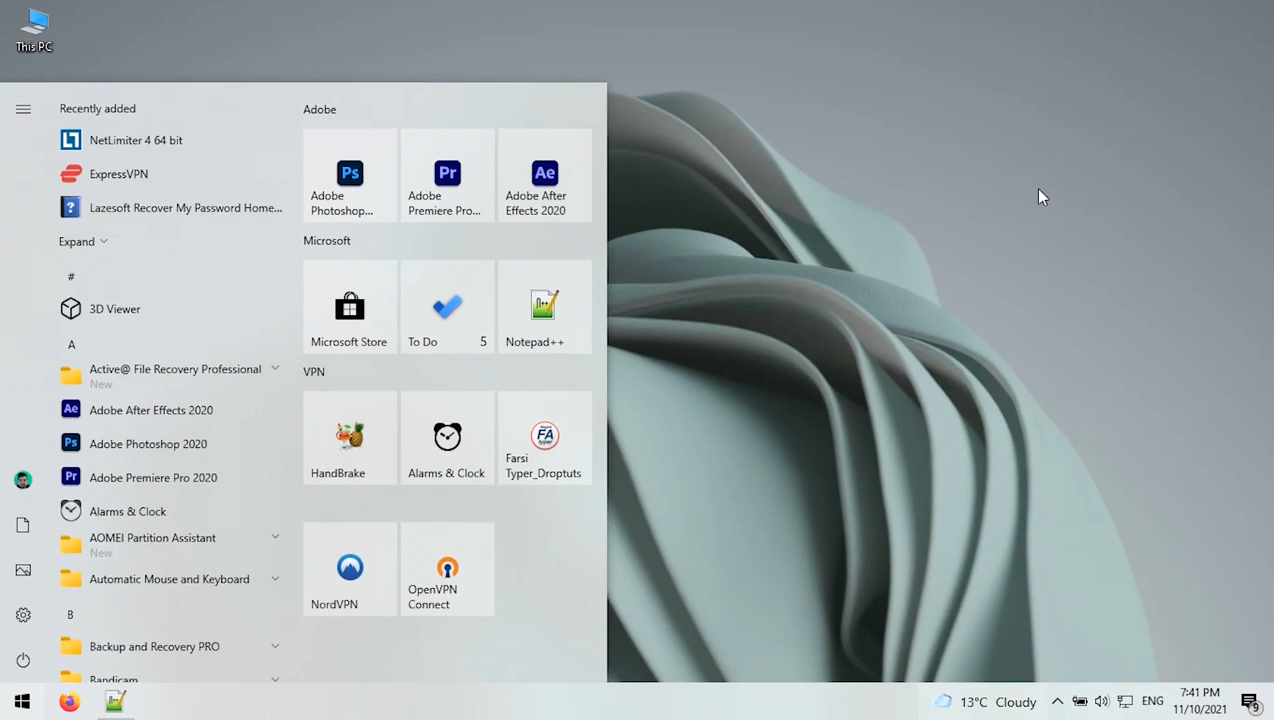 This PC
Recently added
NetLimiter 4 64 bit
ExpressVPN
Lazesoft Recover My Password Home...
Expand
#
3D Viewer
A
Active@ File Recovery Professional
New
Adobe After Effects 2020
Adobe Photoshop 2020
Adobe Premiere Pro 2020
Alarms & Clock
AOMEI Partition Assistant
New
Automatic Mouse and Keyboard
B
Backup and Recovery PRO
Bandicam
Adobe
Ps
Adobe
Photoshop...
Pr
Adobe
Premiere Pro...
Ae
Adobe After
Effects 2020
Microsoft
Microsoft Store
To Do 5
Notepad++
VPN
HandBrake
Alarms & Clock
FA
Farsi
Typer_Droptuts
NordVPN
OpenVPN
Connect
13°C Cloudy
ENG
7:41 PM
11/10/2021
9